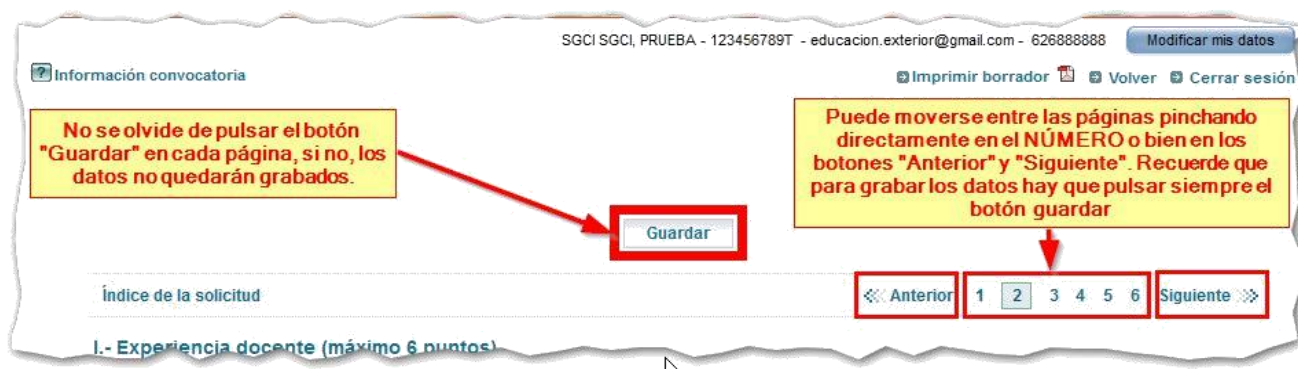 SGCI SGCI, PRUEBA - 123456789T - educacion.exterior@gmail.com - 626888888 Modificar mis datos
? Información convocatoria
Imprimir borrador Volver Cerrar sesión
No se olvide de pulsar el botón
"Guardar" en cada página, si no, los
datos no quedarán grabados.
Puede moverse entre las páginas pinchando
directamente en el NÚMERO o bien en los
botones "Anterior" y "Siguiente". Recuerde que
para grabar los datos hay que pulsar siempre el
botón guardar
Guardar
Índice de la solicitud
Anterior 1 2 3 4 5 6 Siguiente
I.- Experiencia docente (máximo 6 puntos)